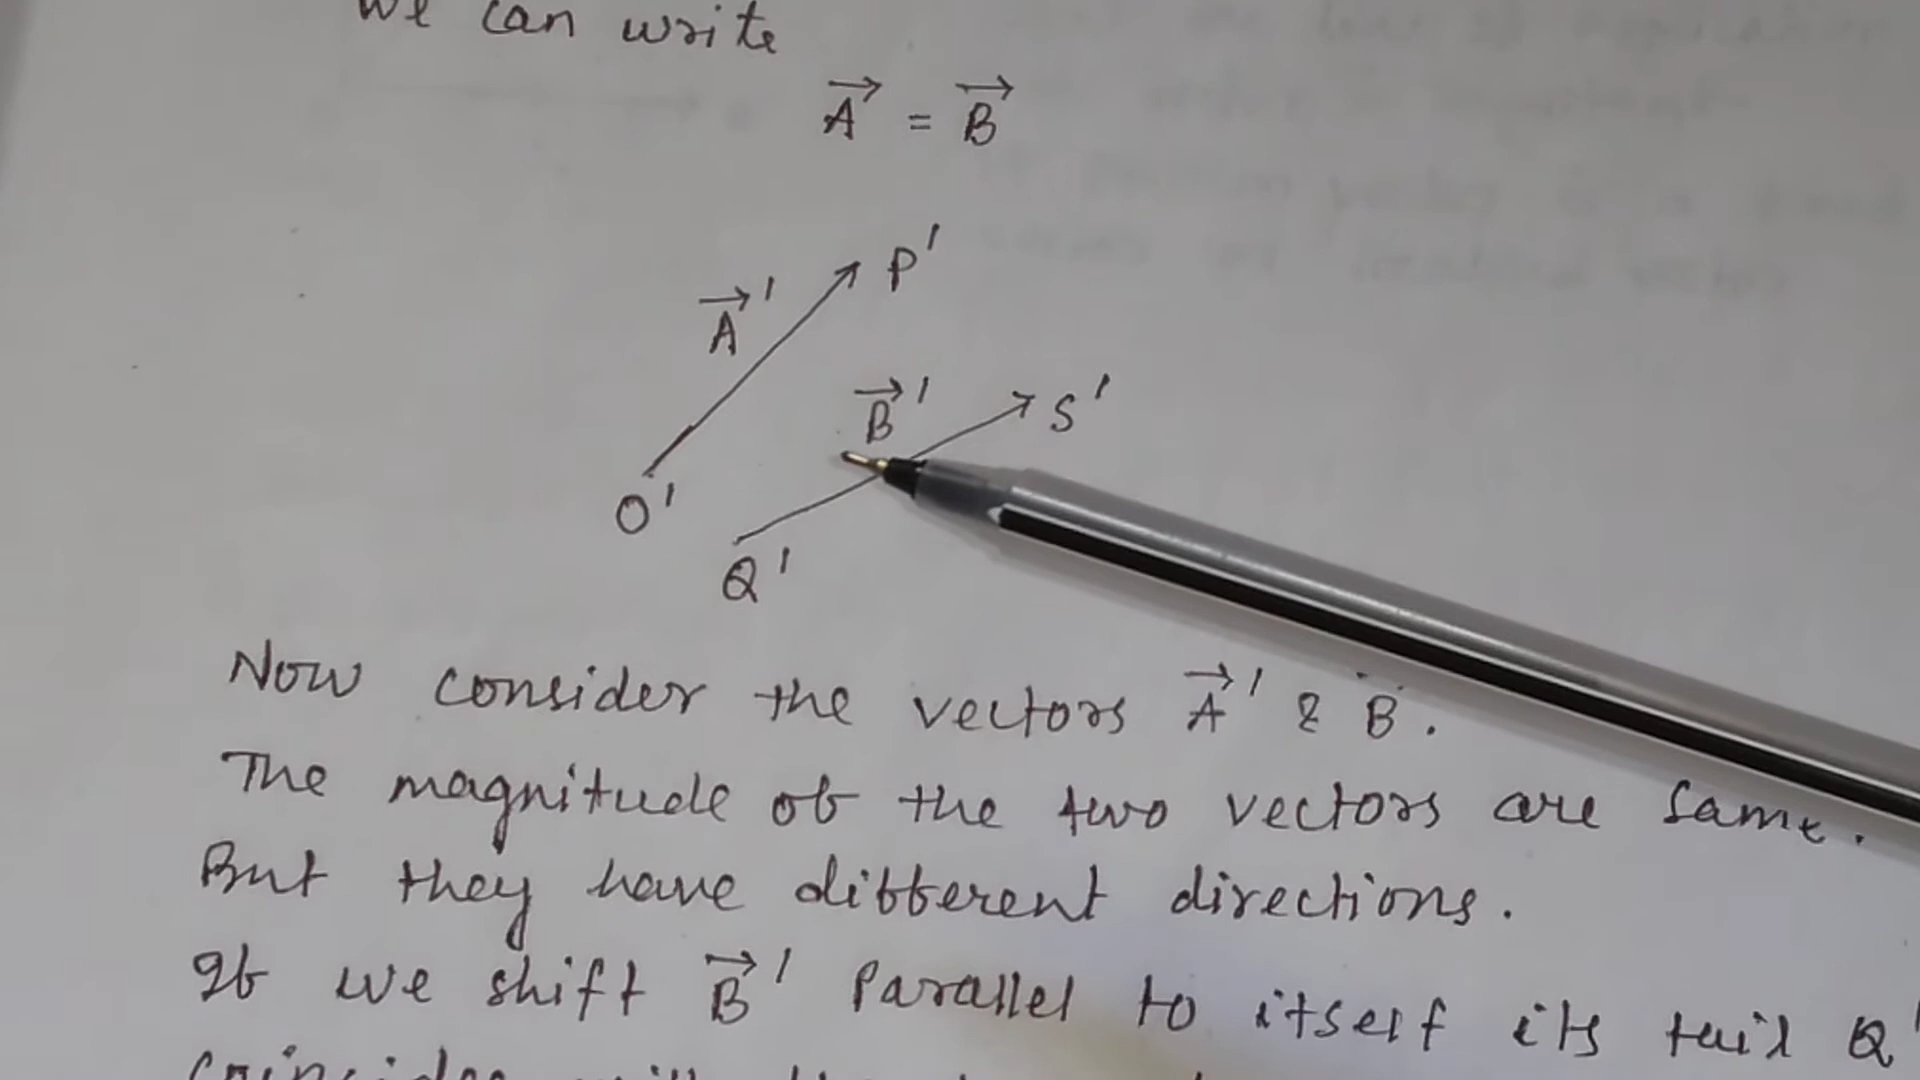 we can write
A⃗ = B⃗
P'
A⃗'
B⃗'
S'
O'
Q'
Now consider the vectors A⃗' & B.
The magnitude of the two vectors are same.
But they have different directions.
If we shift B⃗' parallel to itself its tail Q'